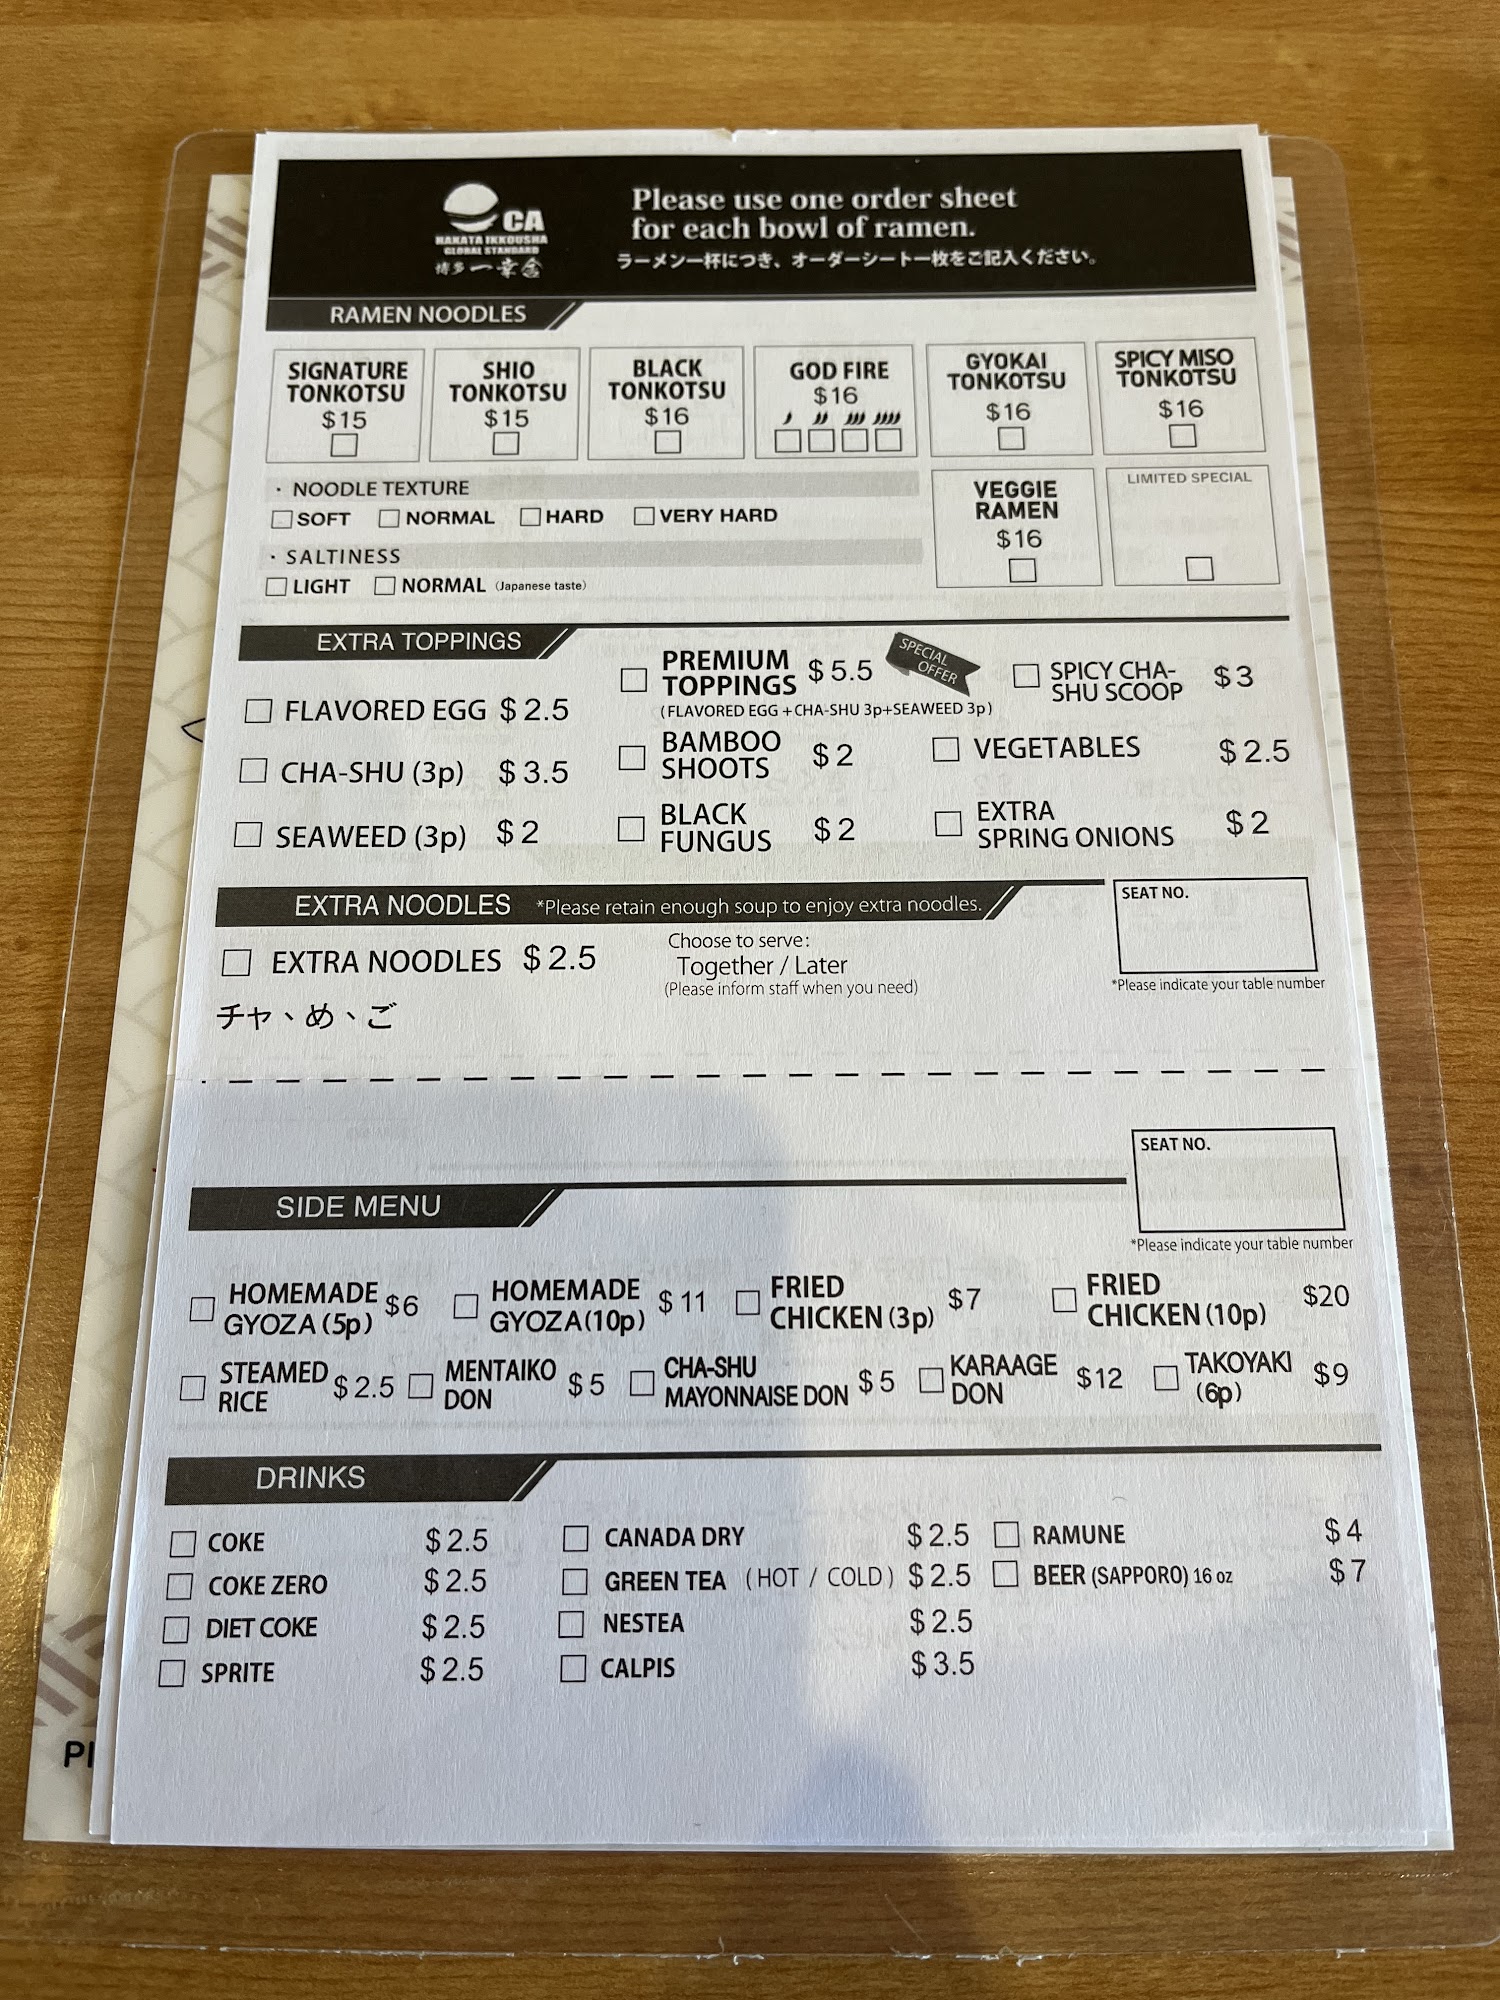 CA
HAKATA IKKOUSHA
GLOBAL STANDARD
博多 一幸舎
Please use one order sheet
for each bowl of ramen.
ラーメン一杯につき、オーダーシート一枚をご記入ください。
RAMEN NOODLES
SIGNATURE
TONKOTSU
$15
SHIO
TONKOTSU
$15
BLACK
TONKOTSU
$16
GOD FIRE
$16
GYOKAI
TONKOTSU
$16
SPICY MISO
TONKOTSU
$16
・ NOODLE TEXTURE
SOFT NORMAL HARD VERY HARD
・ SALTINESS
LIGHT NORMAL (Japanese taste)
VEGGIE
RAMEN
$16
LIMITED SPECIAL
EXTRA TOPPINGS
FLAVORED EGG $2.5
PREMIUM
TOPPINGS $5.5
(FLAVORED EGG+CHA-SHU 3p+SEAWEED 3p)
SPECIAL
OFFER
SPICY CHA-
SHU SCOOP $3
CHA-SHU (3p) $3.5
BAMBOO
SHOOTS $2
VEGETABLES $2.5
SEAWEED (3p) $2
BLACK
FUNGUS $2
EXTRA
SPRING ONIONS $2
EXTRA NOODLES *Please retain enough soup to enjoy extra noodles.
EXTRA NOODLES $2.5
Choose to serve:
Together / Later
(Please inform staff when you need)
SEAT NO.
*Please indicate your table number
チャ、め、ご
SEAT NO.
*Please indicate your table number
SIDE MENU
HOMEMADE
GYOZA (5p) $6
HOMEMADE
GYOZA(10p) $11
FRIED
CHICKEN (3p) $7
FRIED
CHICKEN (10p) $20
STEAMED
RICE $2.5
MENTAIKO
DON $5
CHA-SHU
MAYONNAISE DON $5
KARAAGE
DON $12
TAKOYAKI
(6p) $9
DRINKS
COKE $2.5
COKE ZERO $2.5
DIET COKE $2.5
SPRITE $2.5
CANADA DRY $2.5
GREEN TEA (HOT / COLD) $2.5
NESTEA $2.5
CALPIS $3.5
RAMUNE $4
BEER (SAPPORO) 16 oz $7